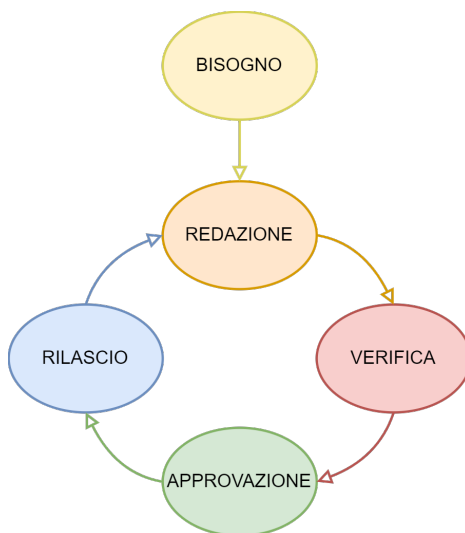 BISOGNO
REDAZIONE
RILASCIO
VERIFICA
APPROVAZIONE